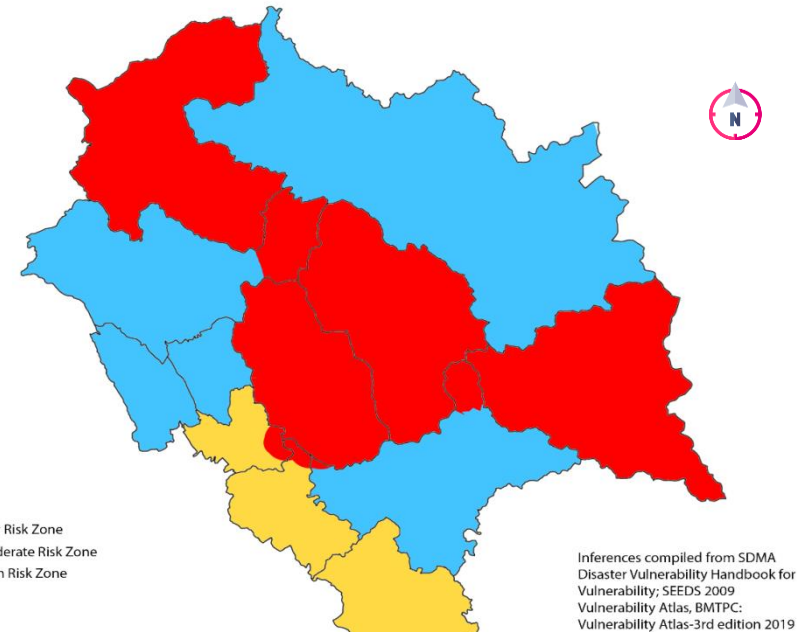 N
Risk Zone
derate Risk Zone
Risk Zone
Inferences compiled from SDMA
Disaster Vulnerability Handbook for
Vulnerability; SEEDS 2009
Vulnerability Atlas, BMTPC:
Vulnerability Atlas-3rd edition 2019